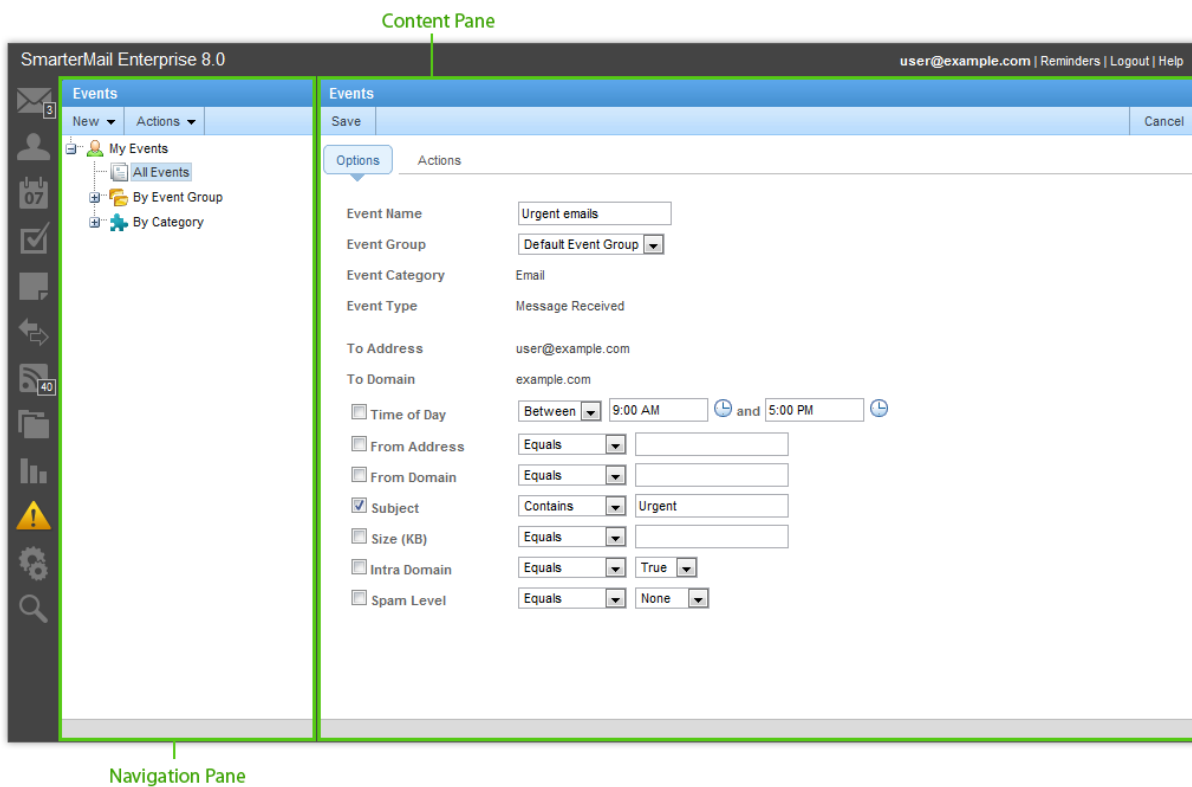 Content Pane
SmarterMail Enterprise 8.0
user@example.com | Reminders | Logout | Help
3
07
40
Events
New Actions
My Events
All Events
By Event Group
By Category
Events
Save Cancel
Options Actions
Event Name Urgent emails
Event Group Default Event Group
Event Category Email
Event Type Message Received
To Address user@example.com
To Domain example.com
Time of Day Between 9:00 AM and 5:00 PM
From Address Equals
From Domain Equals
Subject Contains Urgent
Size (KB) Equals
Intra Domain Equals True
Spam Level Equals None
Navigation Pane